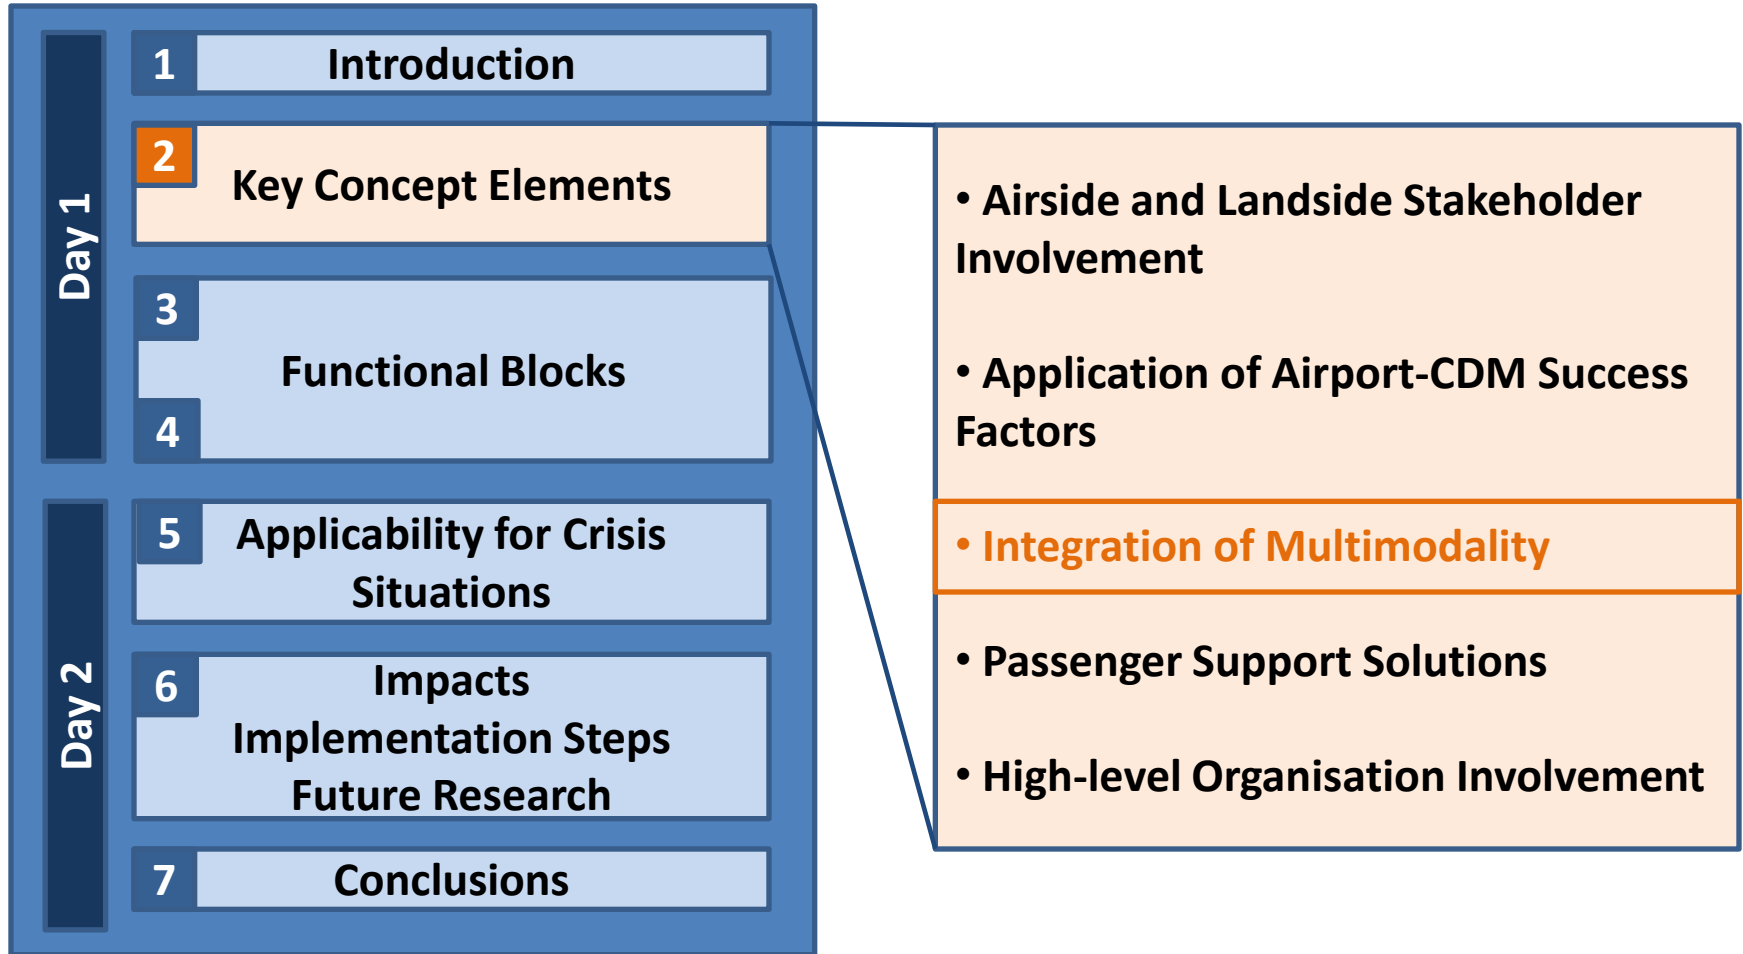 Day 1
1
Introduction
2
Key Concept Elements
3
Functional Blocks
4
Day 2
5
Applicability for Crisis
Situations
6
Impacts
Implementation Steps
Future Research
7
Conclusions
• Airside and Landside Stakeholder
Involvement
• Application of Airport-CDM Success
Factors
• Integration of Multimodality
• Passenger Support Solutions
• High-level Organisation Involvement